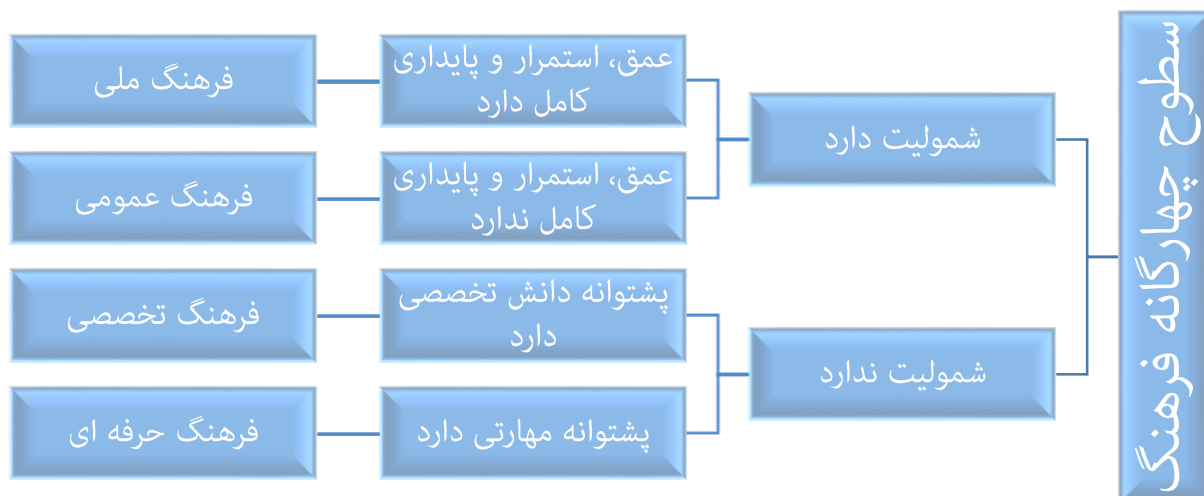 سطوح چهارگانه فرهنگ
شمولیت دارد
عمق، استمرار و پایداری
کامل دارد
فرهنگ ملی
عمق، استمرار و پایداری
کامل ندارد
فرهنگ عمومی
شمولیت ندارد
پشتوانه دانش تخصصی
دارد
فرهنگ تخصصی
پشتوانه مهارتی دارد
فرهنگ حرفه ای